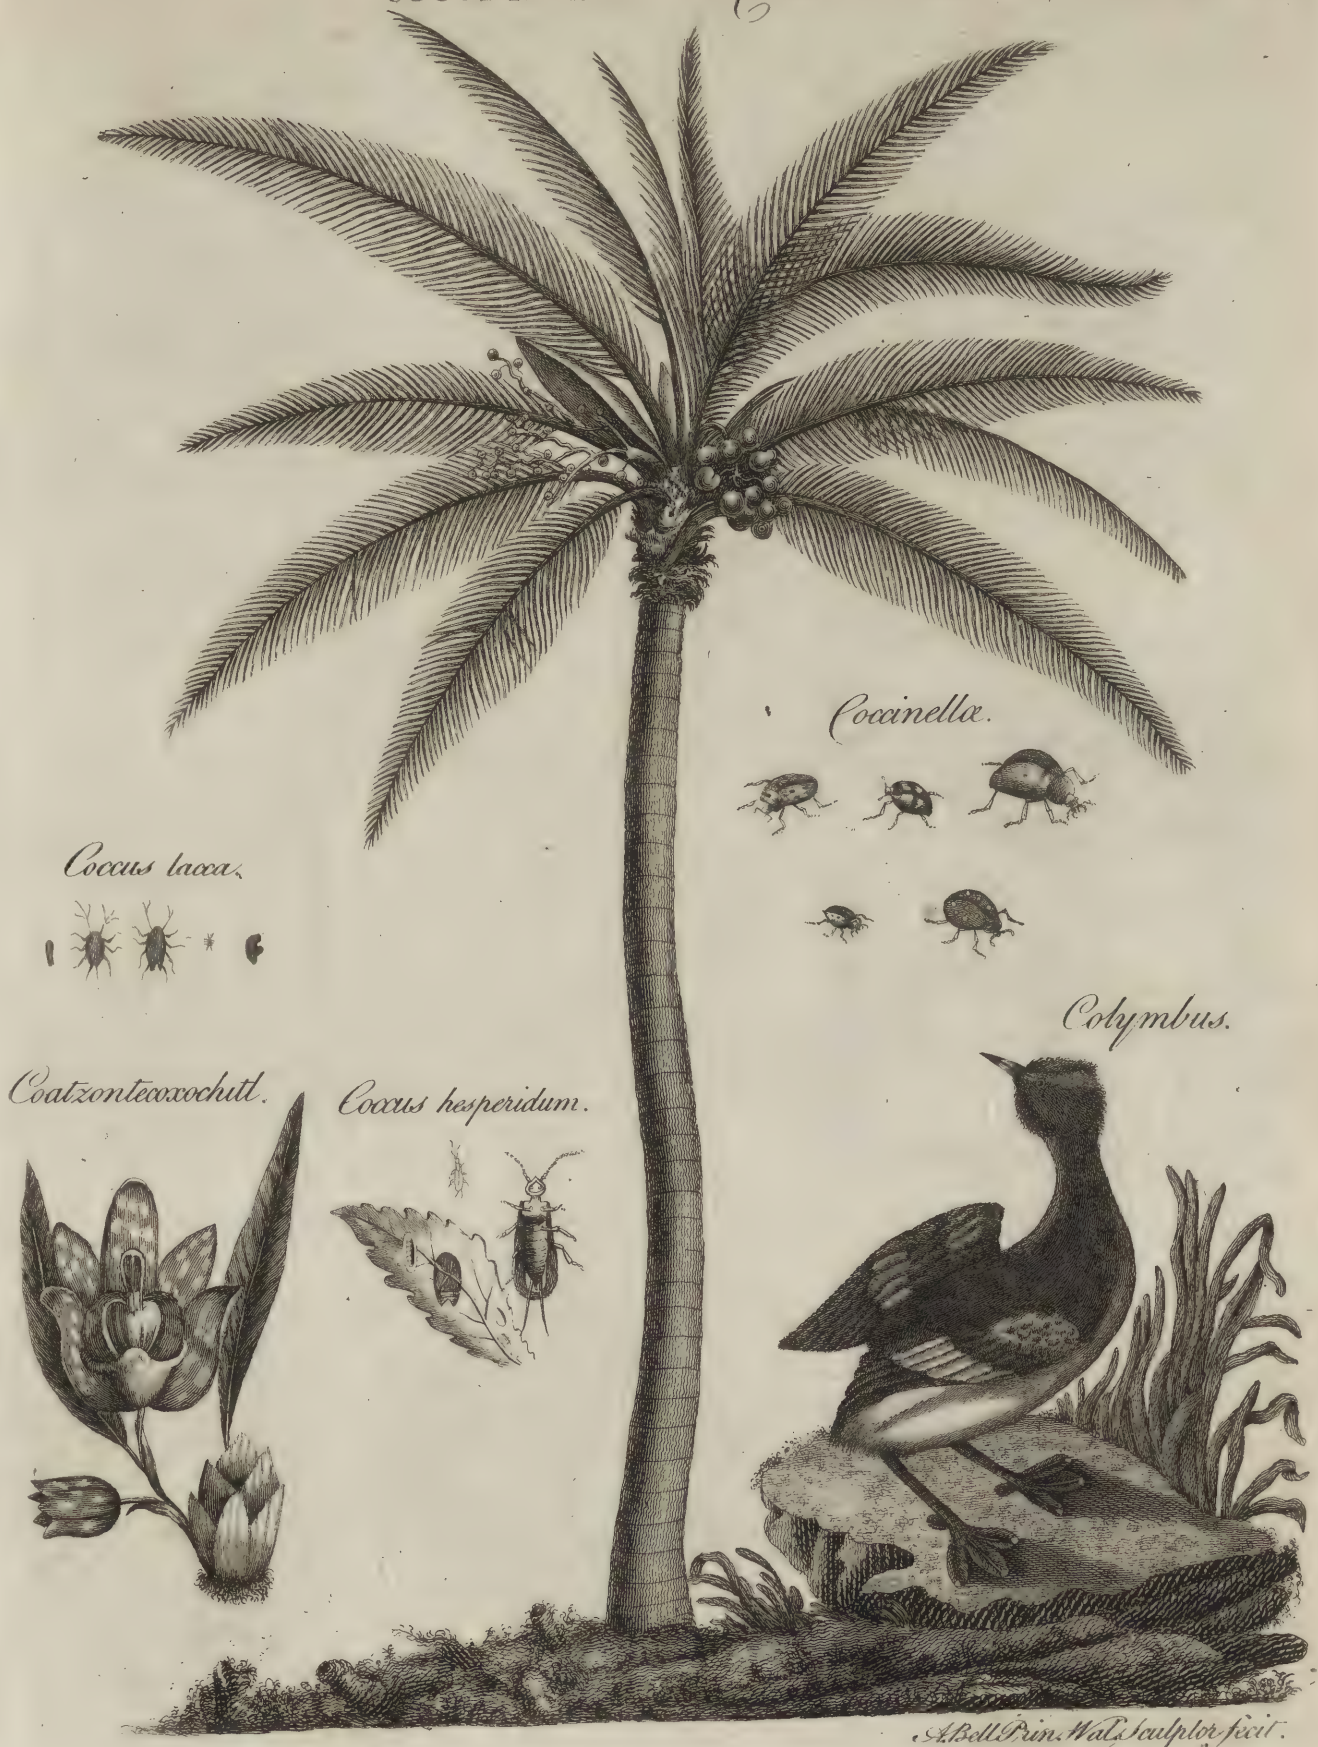 Coccinellæ.
Coccus lacca.
Colymbus.
Coatzontecoxochitl.
Coccus hesperidum.
A. Bell Prin. Wal. Sculptor fecit.